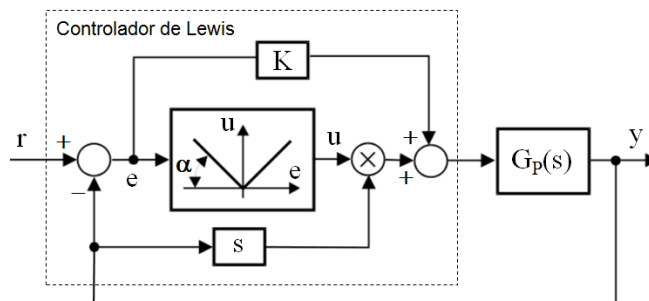 Controlador de Lewis
K
r
+
−
e
α
u
e
u
×
+
+
G_P(s)
y
s